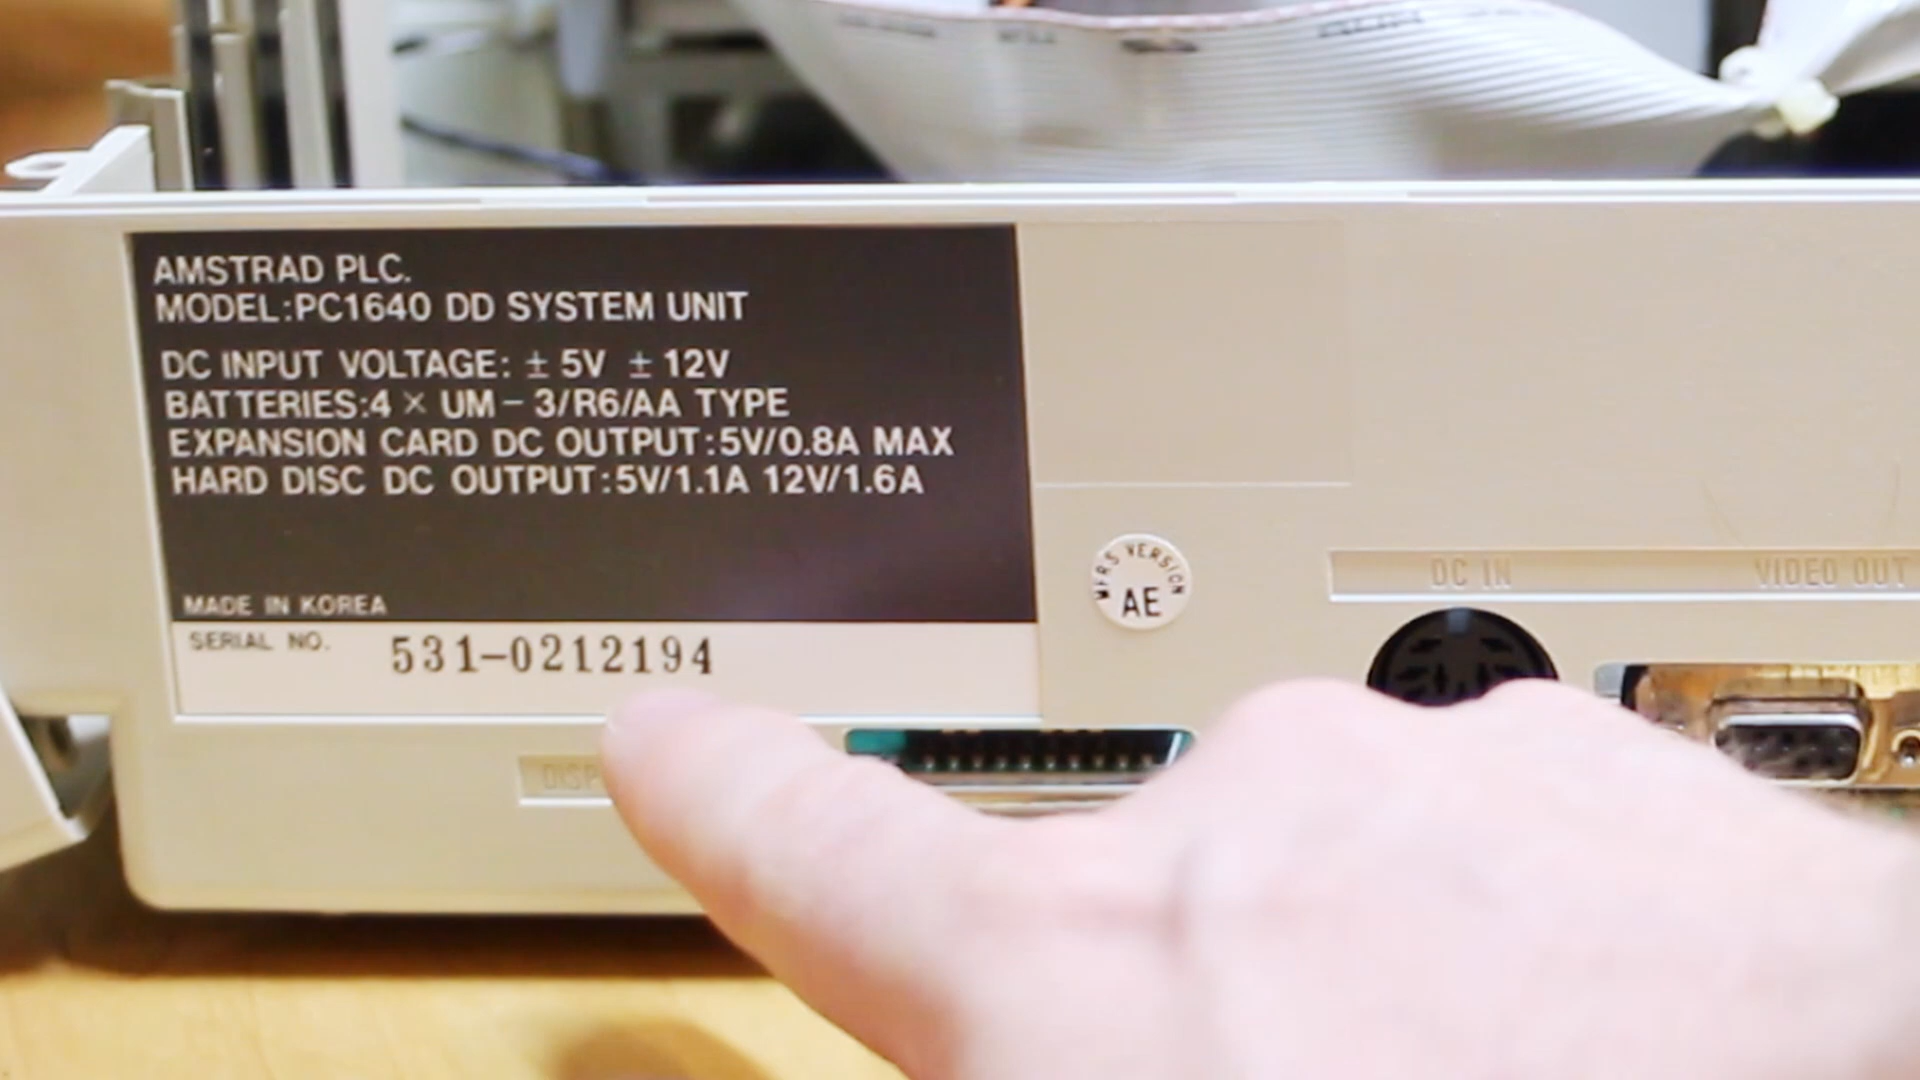 AMSTRAD PLC.
MODEL:PC1640 DD SYSTEM UNIT
DC INPUT VOLTAGE: ± 5V ± 12V
BATTERIES:4 × UM－3/R6/AA TYPE
EXPANSION CARD DC OUTPUT:5V/0.8A MAX
HARD DISC DC OUTPUT:5V/1.1A 12V/1.6A
MADE IN KOREA
SERIAL NO. 531-0212194
MFRS VERSION
AE
DC IN
VIDEO OUT